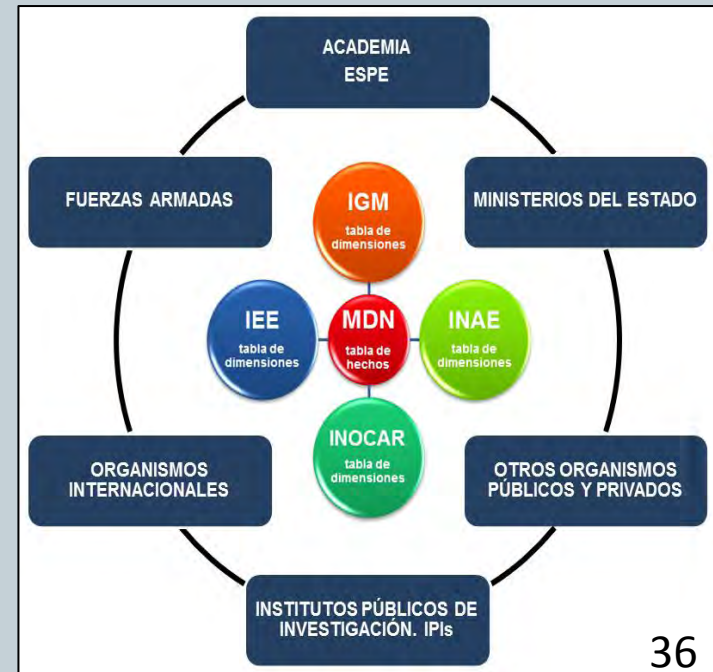 ACADEMIA
ESPE
FUERZAS ARMADAS
MINISTERIOS DEL ESTADO
IGM
tabla de
dimensiones
IEE
tabla de
dimensiones
MDN
tabla de
hechos
INAE
tabla de
dimensiones
INOCAR
tabla de
dimensiones
ORGANISMOS
INTERNACIONALES
OTROS ORGANISMOS
PÚBLICOS Y PRIVADOS
INSTITUTOS PÚBLICOS DE
INVESTIGACIÓN. IPIs
36